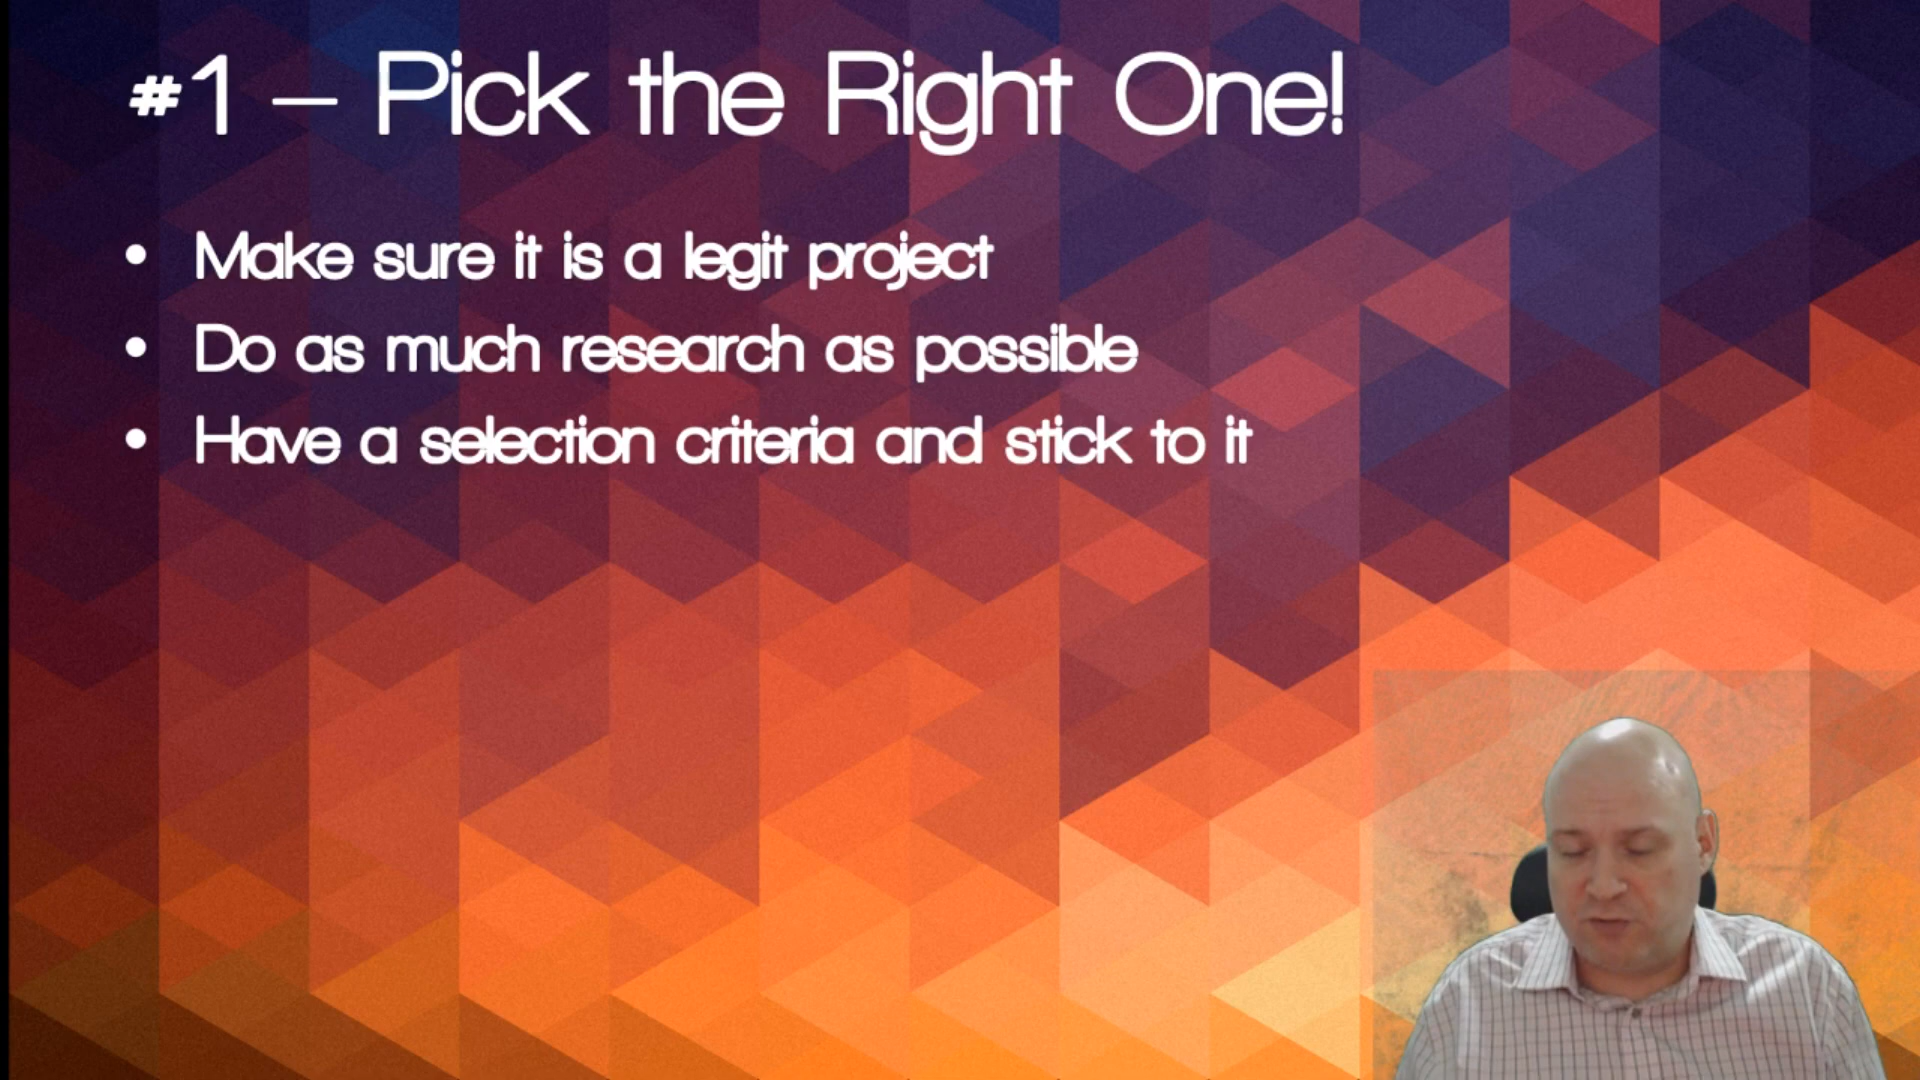 #1 – Pick the Right One!
• Make sure it is a legit project
• Do as much research as possible
• Have a selection criteria and stick to it